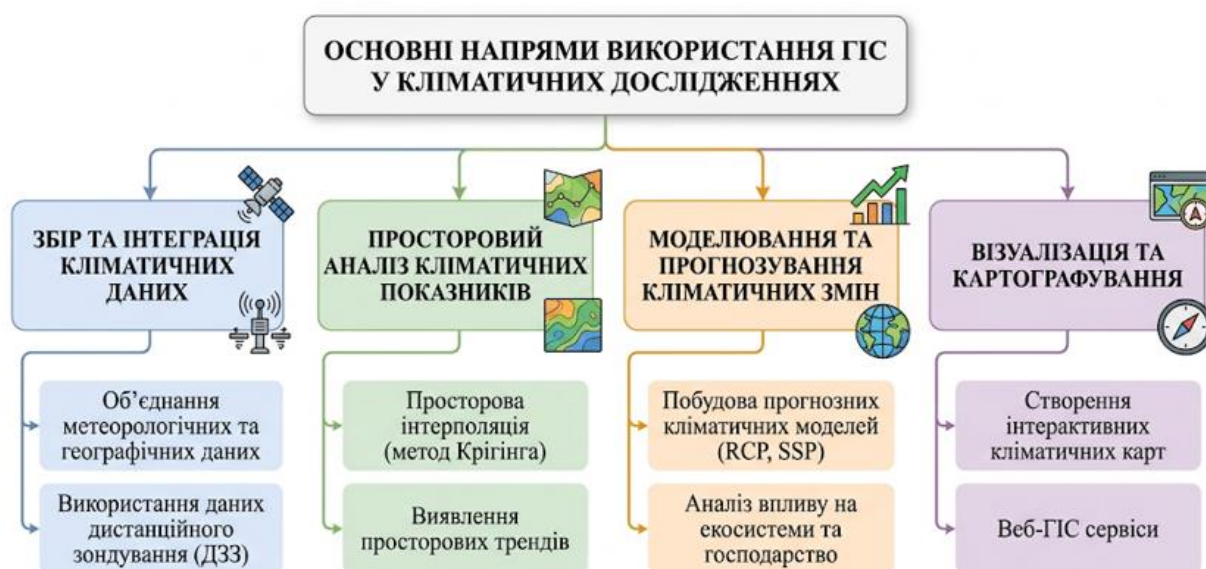 ОСНОВНІ НАПРЯМИ ВИКОРИСТАННЯ ГІС
У КЛІМАТИЧНИХ ДОСЛІДЖЕННЯХ
ЗБІР ТА ІНТЕГРАЦІЯ
КЛІМАТИЧНИХ
ДАНИХ
Об’єднання
метеорологічних та
географічних даних
Використання даних
дистанційного
зондування (ДЗЗ)
ПРОСТОРОВИЙ
АНАЛІЗ КЛІМАТИЧНИХ
ПОКАЗНИКІВ
Просторова
інтерполяція
(метод Крігінга)
Виявлення
просторових трендів
МОДЕЛЮВАННЯ ТА
ПРОГНОЗУВАННЯ
КЛІМАТИЧНИХ ЗМІН
Побудова прогнозних
кліматичних моделей
(RCP, SSP)
Аналіз впливу на
екосистеми та
господарство
ВІЗУАЛІЗАЦІЯ ТА
КАРТОГРАФУВАННЯ
Створення
інтерактивних
кліматичних карт
Веб-ГІС сервіси